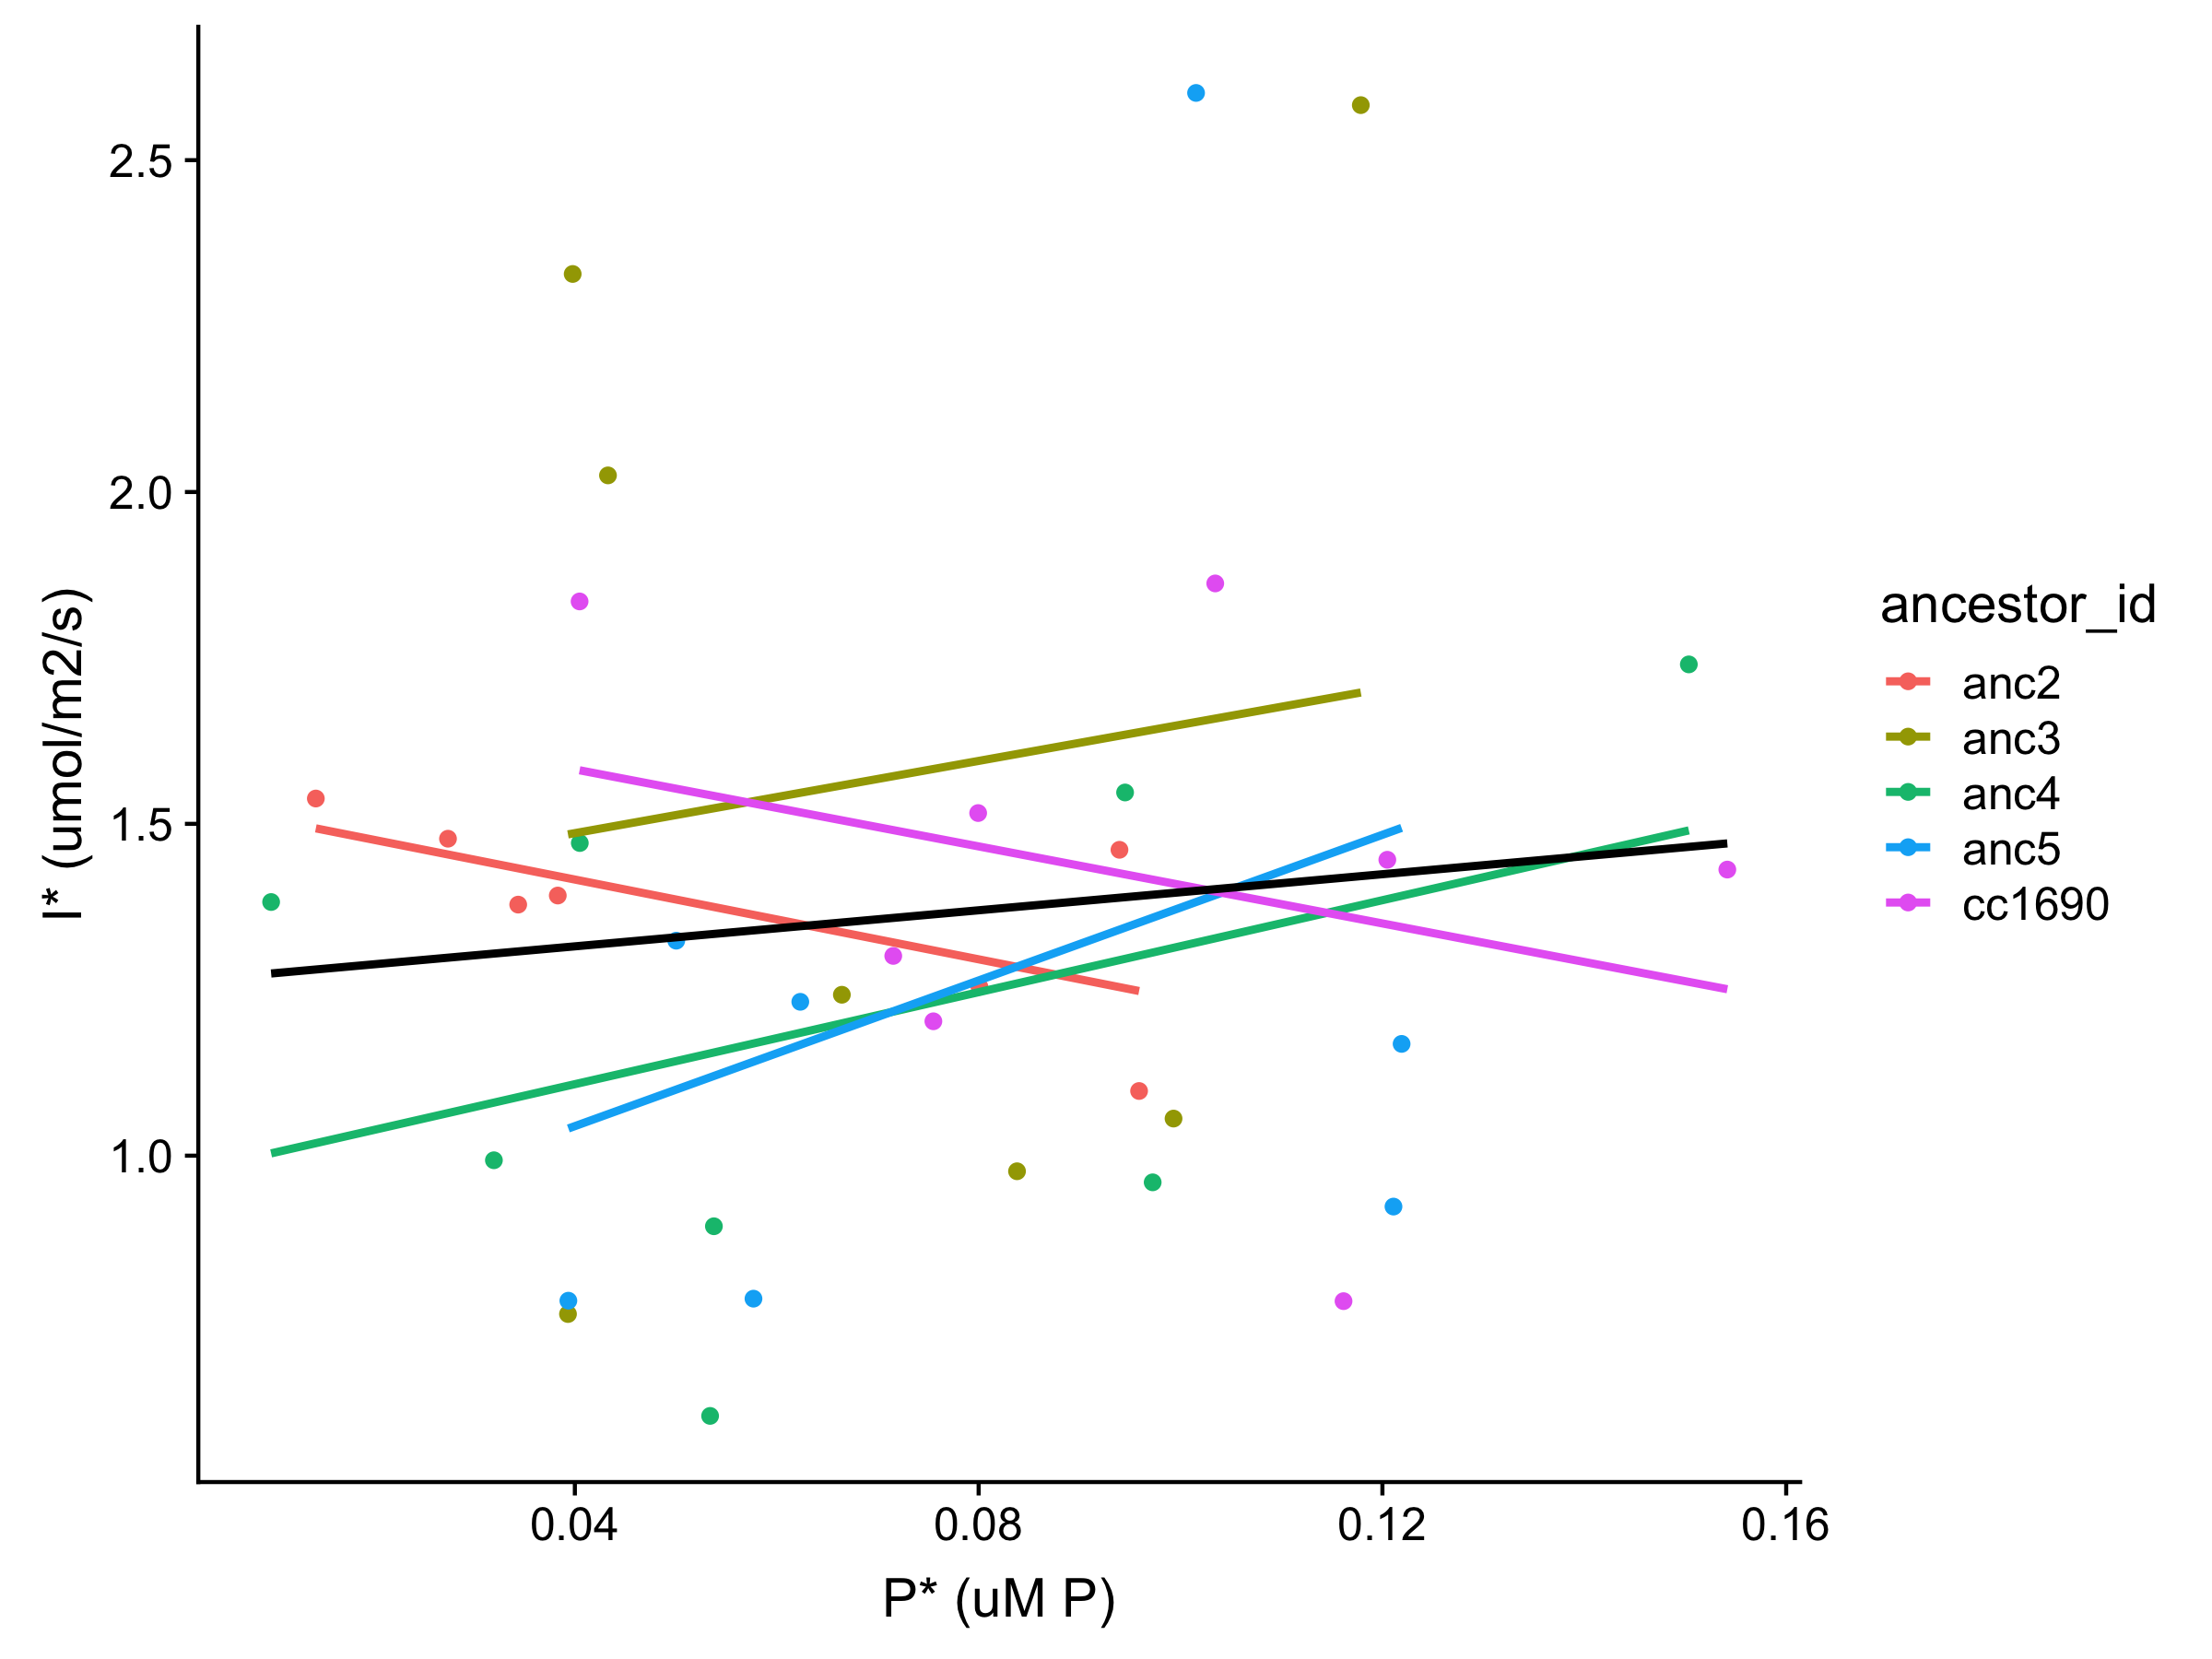 2.5
2.0
1.5
1.0
I* (umol/m2/s)
0.04
0.08
0.12
0.16
P* (uM P)
ancestor_id
anc2
anc3
anc4
anc5
cc1690